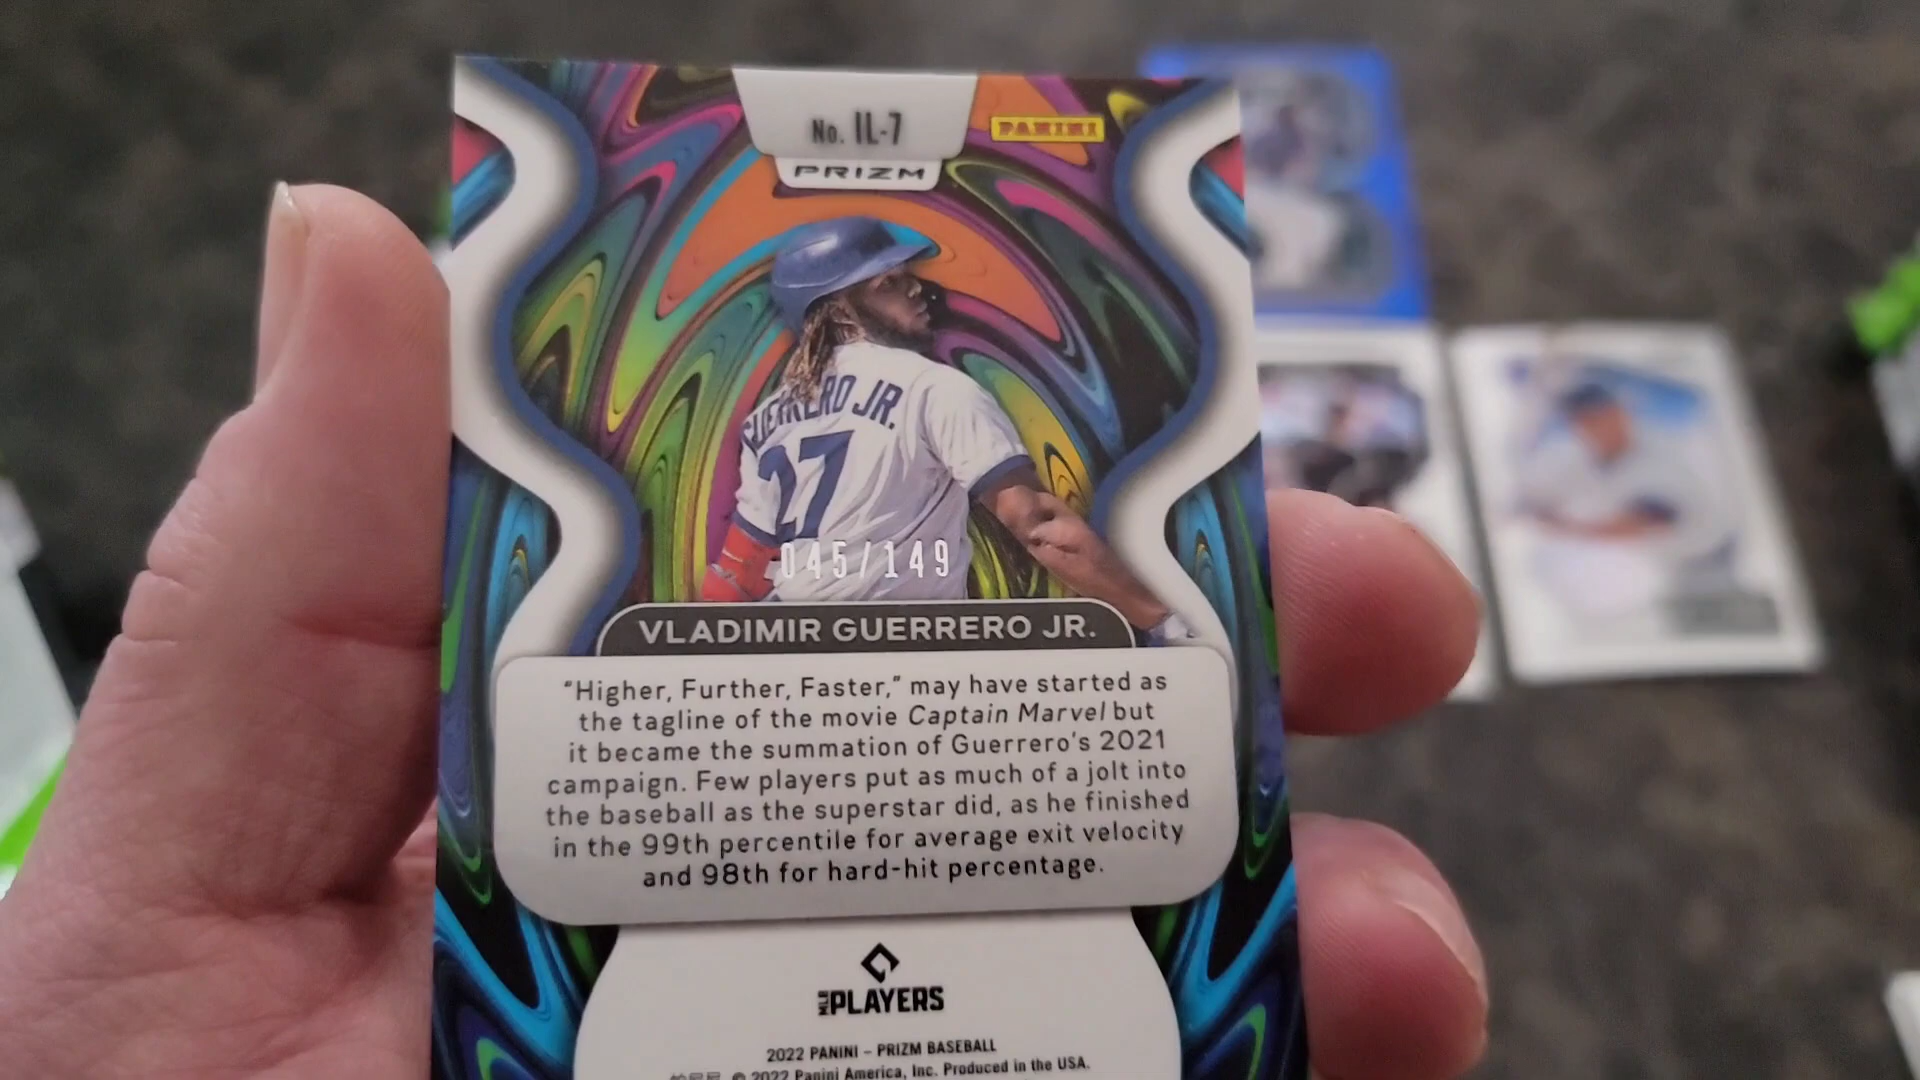 No. IL-7
PANINI
PRIZM
GUERRERO JR.
27
045/149
VLADIMIR GUERRERO JR.
"Higher, Further, Faster," may have started as
the tagline of the movie Captain Marvel but
it became the summation of Guerrero's 2021
campaign. Few players put as much of a jolt into
the baseball as the superstar did, as he finished
in the 99th percentile for average exit velocity
and 98th for hard-hit percentage.
MLB PLAYERS
2022 PANINI – PRIZM BASEBALL
© 2022 Panini America, Inc. Produced in the USA.